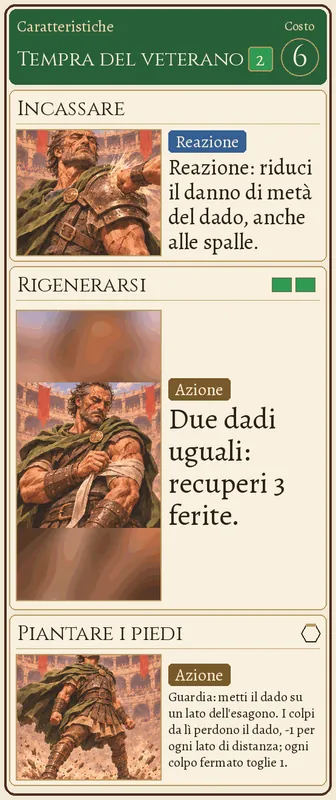 Caratteristiche
Costo
Tempra del veterano 2 6
Incassare
Reazione
Reazione: riduci
il danno di metà
del dado, anche
alle spalle.
Rigenerarsi
Azione
Due dadi
uguali:
recuperi 3
ferite.
Piantare i piedi
Azione
Guardia: metti il dado su
un lato dell'esagono. I colpi
da lì perdono il dado, -1 per
ogni lato di distanza; ogni
colpo fermato toglie 1.